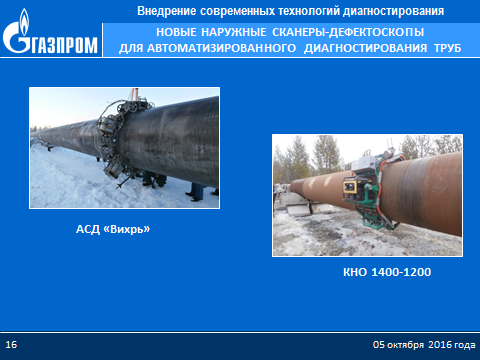 Внедрение современных технологий диагностирования
ГАЗПРОМ
НОВЫЕ НАРУЖНЫЕ СКАНЕРЫ-ДЕФЕКТОСКОПЫ
ДЛЯ АВТОМАТИЗИРОВАННОГО ДИАГНОСТИРОВАНИЯ ТРУБ
АСД «Вихрь»
КНО 1400-1200
16
05 октября 2016 года